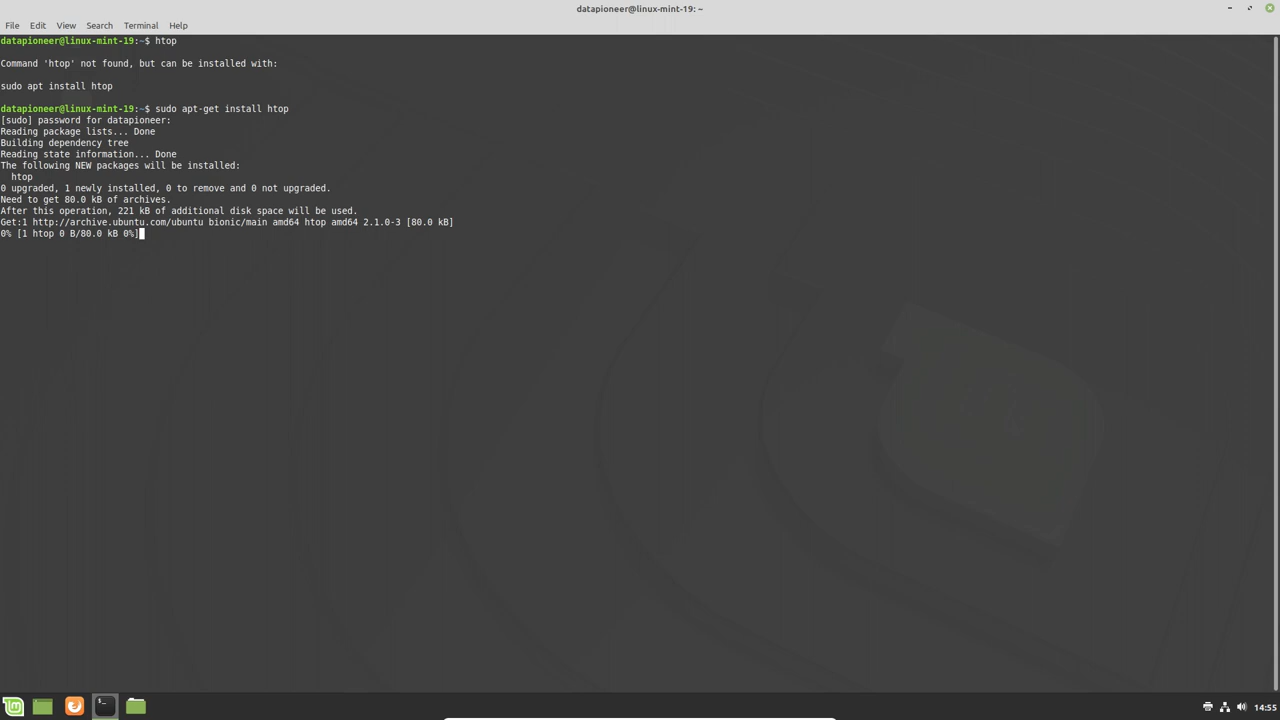 datapioneer@linux-mint-19: ~
File Edit View Search Terminal Help
datapioneer@linux-mint-19:~$ htop
Command 'htop' not found, but can be installed with:
sudo apt install htop
datapioneer@linux-mint-19:~$ sudo apt-get install htop
[sudo] password for datapioneer:
Reading package lists... Done
Building dependency tree
Reading state information... Done
The following NEW packages will be installed:
  htop
0 upgraded, 1 newly installed, 0 to remove and 0 not upgraded.
Need to get 80.0 kB of archives.
After this operation, 221 kB of additional disk space will be used.
Get:1 http://archive.ubuntu.com/ubuntu bionic/main amd64 htop amd64 2.1.0-3 [80.0 kB]
0% [1 htop 0 B/80.0 kB 0%]
14:55